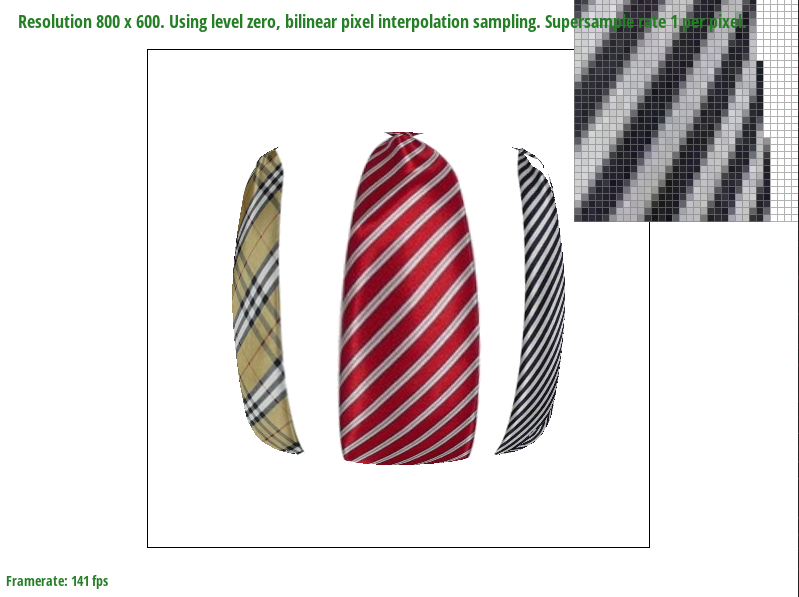 Resolution 800 x 600. Using level zero, bilinear pixel interpolation sampling. Supersample rate 1 per pixel
Framerate: 141 fps